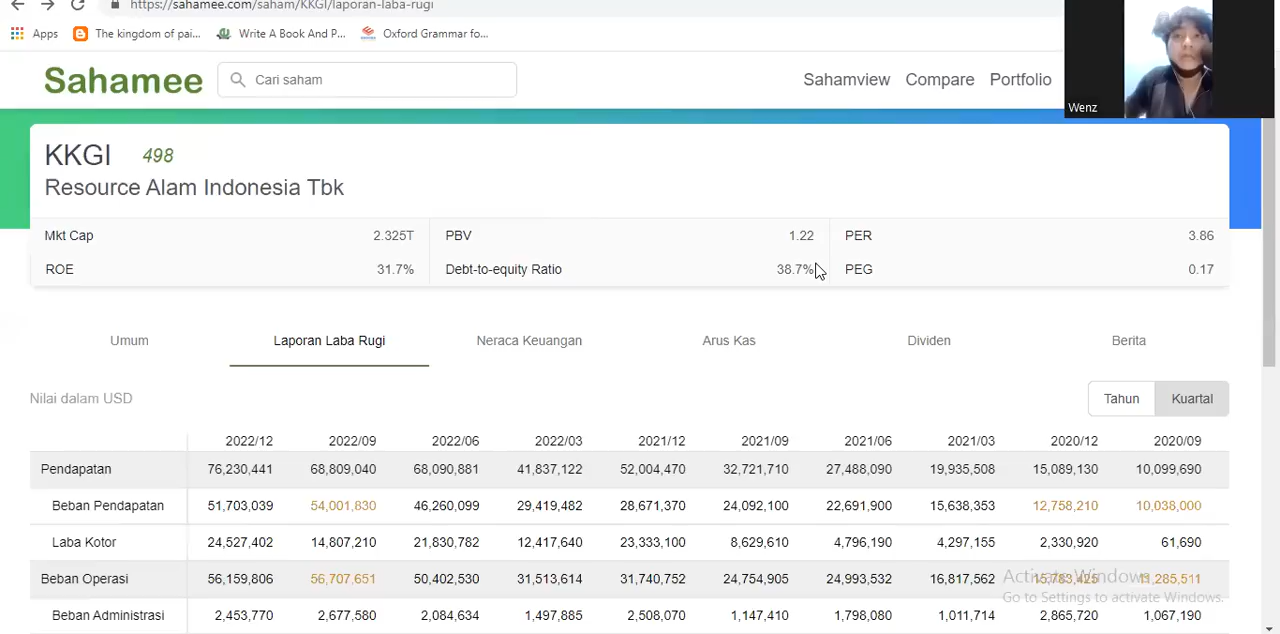 https://sahamee.com/saham/KKGI/laporan-laba-rugi
Apps The kingdom of pai... Write A Book And P... Oxford Grammar fo...
Sahamee Cari saham Sahamview Compare Portfolio
Wenz
KKGI 498
Resource Alam Indonesia Tbk
Mkt Cap 2.325T PBV 1.22 PER 3.86
ROE 31.7% Debt-to-equity Ratio 38.7% PEG 0.17
Umum Laporan Laba Rugi Neraca Keuangan Arus Kas Dividen Berita
Nilai dalam USD Tahun Kuartal
2022/12 2022/09 2022/06 2022/03 2021/12 2021/09 2021/06 2021/03 2020/12 2020/09
Pendapatan 76,230,441 68,809,040 68,090,881 41,837,122 52,004,470 32,721,710 27,488,090 19,935,508 15,089,130 10,099,690
Beban Pendapatan 51,703,039 54,001,830 46,260,099 29,419,482 28,671,370 24,092,100 22,691,900 15,638,353 12,758,210 10,038,000
Laba Kotor 24,527,402 14,807,210 21,830,782 12,417,640 23,333,100 8,629,610 4,796,190 4,297,155 2,330,920 61,690
Beban Operasi 56,159,806 56,707,651 50,402,530 31,513,614 31,740,752 24,754,905 24,993,532 16,817,562 15,783,425 11,285,511
Activate Windows
Go to Settings to activate Windows.
Beban Administrasi 2,453,770 2,677,580 2,084,634 1,497,885 2,508,070 1,147,410 1,798,080 1,011,714 2,865,720 1,067,190